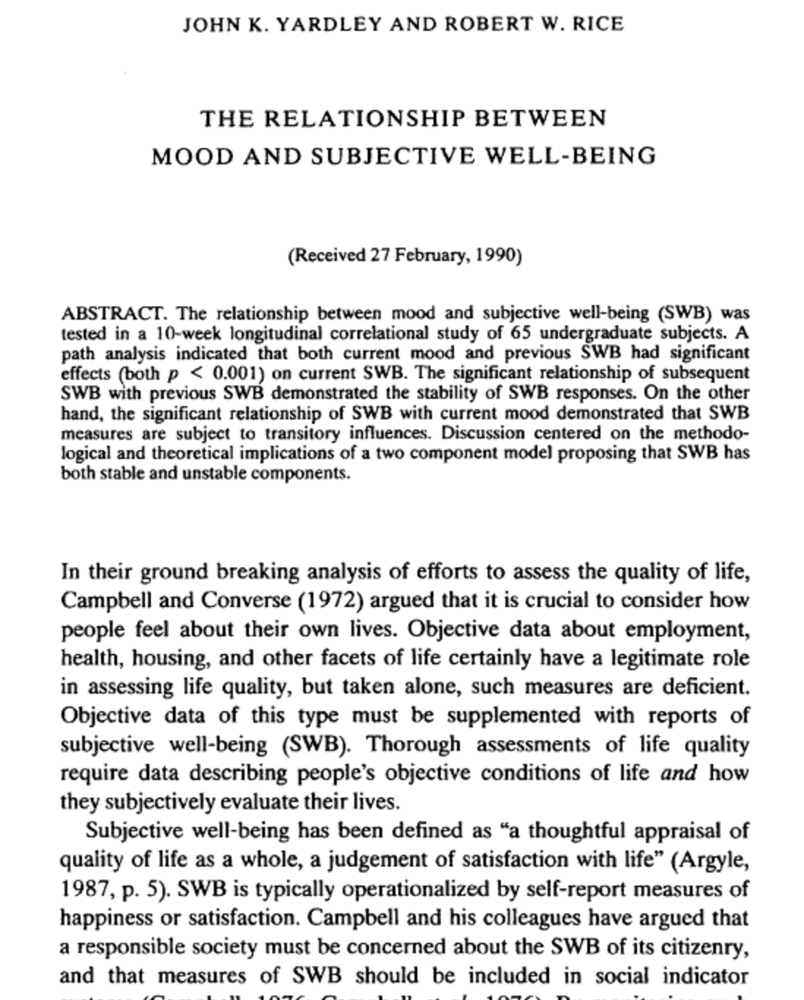 JOHN K. YARDLEY AND ROBERT W. RICE
THE RELATIONSHIP BETWEEN
MOOD AND SUBJECTIVE WELL-BEING
(Received 27 February, 1990)
ABSTRACT. The relationship between mood and subjective well-being (SWB) was
tested in a 10-week longitudinal correlational study of 65 undergraduate subjects. A
path analysis indicated that both current mood and previous SWB had significant
effects (both p < 0.001) on current SWB. The significant relationship of subsequent
SWB with previous SWB demonstrated the stability of SWB responses. On the other
hand, the significant relationship of SWB with current mood demonstrated that SWB
measures are subject to transitory influences. Discussion centered on the methodo-
logical and theoretical implications of a two component model proposing that SWB has
both stable and unstable components.
In their ground breaking analysis of efforts to assess the quality of life,
Campbell and Converse (1972) argued that it is crucial to consider how
people feel about their own lives. Objective data about employment,
health, housing, and other facets of life certainly have a legitimate role
in assessing life quality, but taken alone, such measures are deficient.
Objective data of this type must be supplemented with reports of
subjective well-being (SWB). Thorough assessments of life quality
require data describing people's objective conditions of life and how
they subjectively evaluate their lives.
Subjective well-being has been defined as “a thoughtful appraisal of
quality of life as a whole, a judgement of satisfaction with life” (Argyle,
1987, p. 5). SWB is typically operationalized by self-report measures of
happiness or satisfaction. Campbell and his colleagues have argued that
a responsible society must be concerned about the SWB of its citizenry,
and that measures of SWB should be included in social indicator